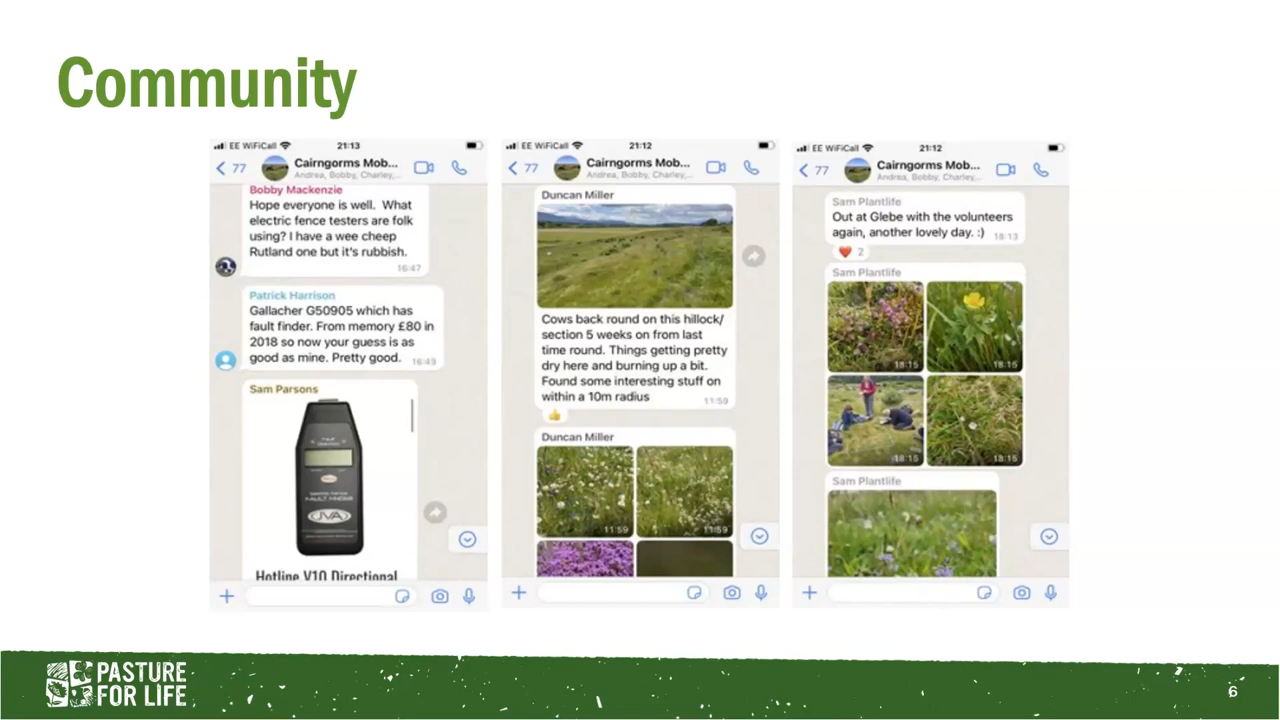 Community
EE WiFiCall 21:13
77 Cairngorms Mob...
Andrea, Bobby, Charley,...
Bobby Mackenzie
Hope everyone is well. What
electric fence testers are folk
using? I have a wee cheep
Rutland one but it's rubbish.
16:47
Patrick Harrison
Gallacher G50905 which has
fault finder. From memory £80 in
2018 so now your guess is as
good as mine. Pretty good. 16:49
Sam Parsons
FAULT FINDER
JVA
Hotline V10 Directional
EE WiFiCall 21:12
77 Cairngorms Mob...
Andrea, Bobby, Charley,...
Duncan Miller
Cows back round on this hillock/
section 5 weeks on from last
time round. Things getting pretty
dry here and burning up a bit.
Found some interesting stuff on
within a 10m radius 11:59
Duncan Miller
11:59 11:59
EE WiFiCall 21:12
77 Cairngorms Mob...
Andrea, Bobby, Charley,...
Sam Plantlife
Out at Glebe with the volunteers
again, another lovely day. :) 18:13
2
Sam Plantlife
18:15 18:15
18:15 18:15
Sam Plantlife
PASTURE
FOR LIFE
6